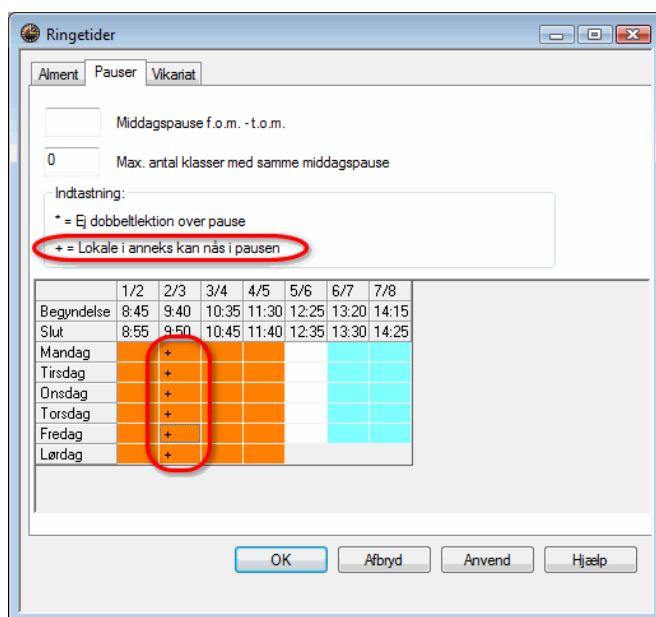 Ringetider
Alment Pauser Vikariat
Middagspause f.o.m. - t.o.m.
0 Max. antal klasser med samme middagspause
Indtastning:
* = Ej dobbeltlektion over pause
+ = Lokale i anneks kan nås i pausen
1/2 2/3 3/4 4/5 5/6 6/7 7/8
Begyndelse 8:45 9:40 10:35 11:30 12:25 13:20 14:15
Slut 8:55 9:50 10:45 11:40 12:35 13:30 14:25
Mandag +
Tirsdag +
Onsdag +
Torsdag +
Fredag +
Lørdag +
OK Afbryd Anvend Hjælp